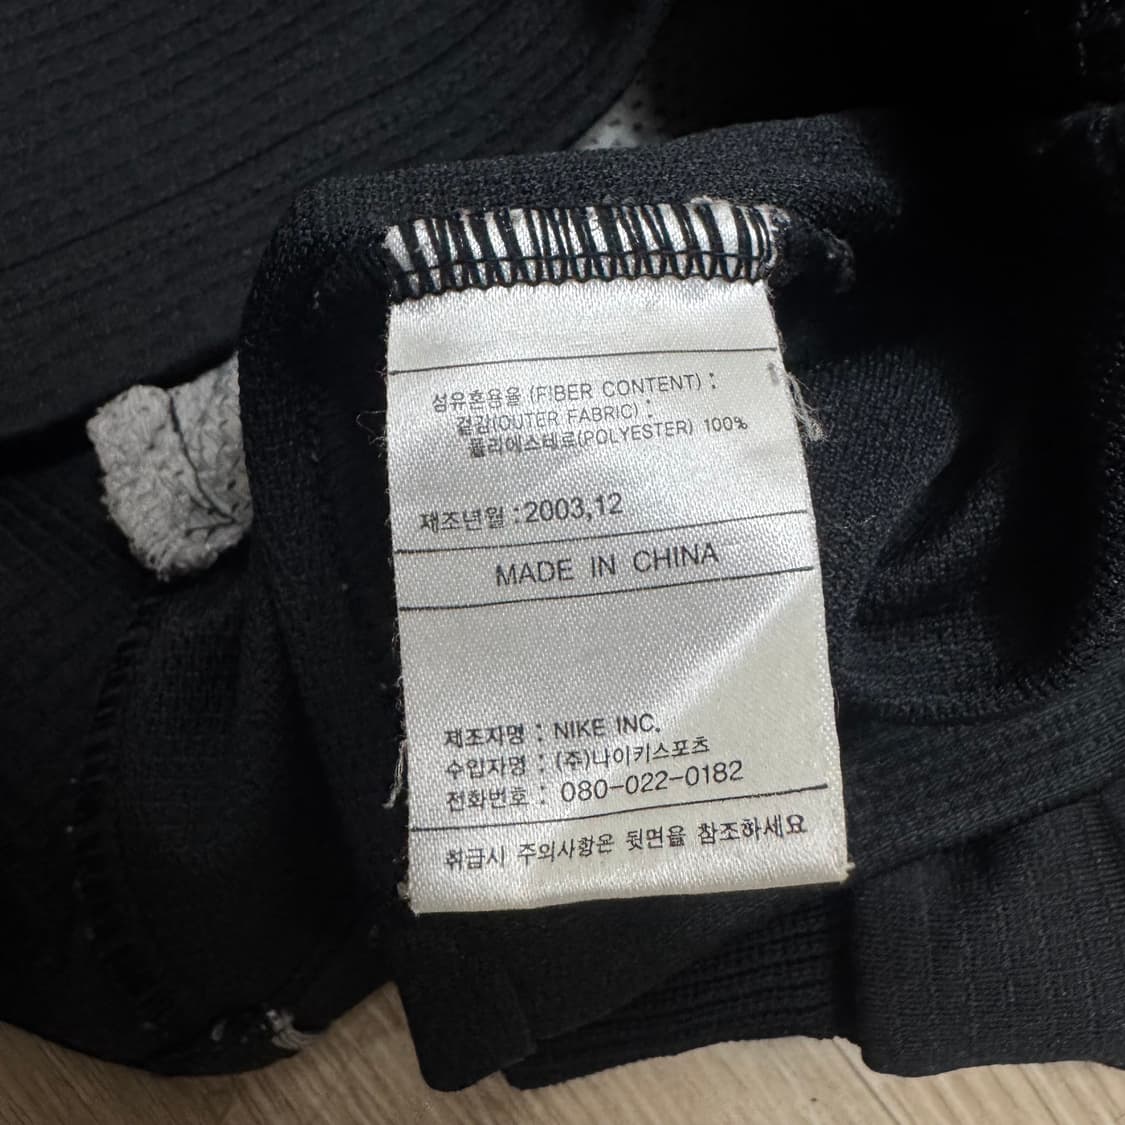 섬유혼용율 (FIBER CONTENT) :
겉감(OUTER FABRIC) :
폴리에스테르(POLYESTER) 100%
제조년월 : 2003,12
MADE IN CHINA
제조자명 : NIKE INC.
수입자명 : (주)나이키스포츠
전화번호 : 080-022-0182
취급시 주의사항은 뒷면을 참조하세요